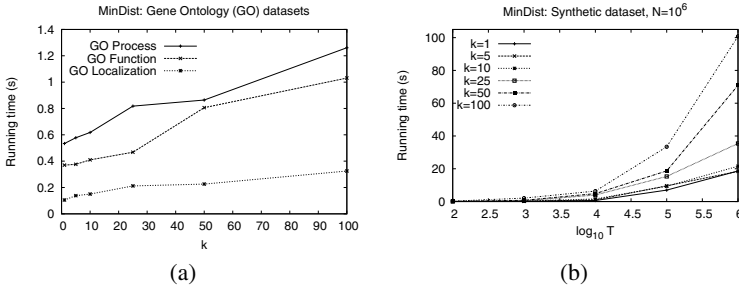 MinDist: Gene Ontology (GO) datasets
Running time (s)
1.4
1.2
1
0.8
0.6
0.4
0.2
0
GO Process
GO Function
GO Localization
0 10 20 30 40 50 60 70 80 90 100
k
(a)
MinDist: Synthetic dataset, N=10^6
Running time (s)
100
80
60
40
20
0
k=1
k=5
k=10
k=25
k=50
k=100
2 2.5 3 3.5 4 4.5 5 5.5 6
log10 T
(b)